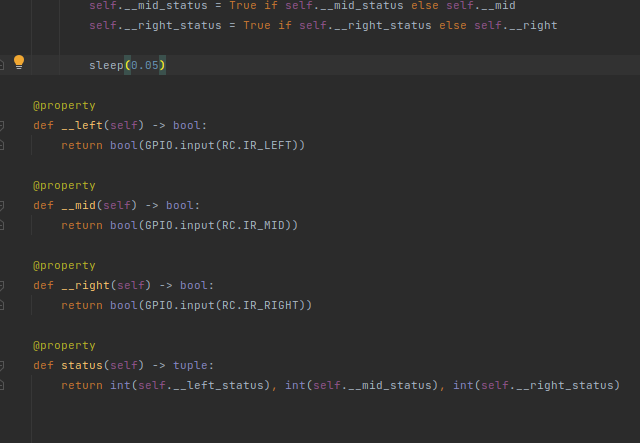 self.__mid_status = True if self.__mid_status else self.__mid
self.__right_status = True if self.__right_status else self.__right
sleep(0.05)
@property
def __left(self) -> bool:
return bool(GPIO.input(RC.IR_LEFT))
@property
def __mid(self) -> bool:
return bool(GPIO.input(RC.IR_MID))
@property
def __right(self) -> bool:
return bool(GPIO.input(RC.IR_RIGHT))
@property
def status(self) -> tuple:
return int(self.__left_status), int(self.__mid_status), int(self.__right_status)